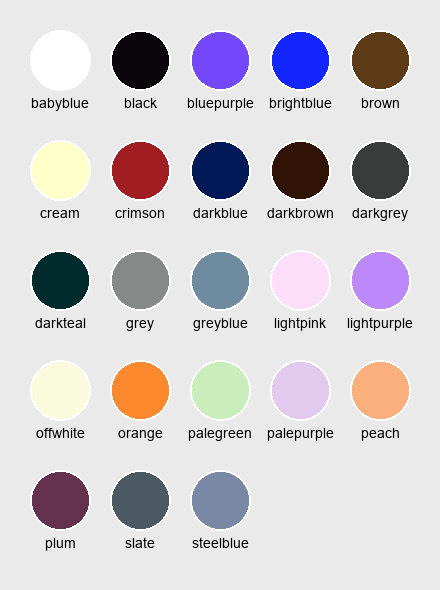 babyblue black bluepurple brightblue brown
cream crimson darkblue darkbrown darkgrey
darkteal grey greyblue lightpink lightpurple
offwhite orange palegreen palepurple peach
plum slate steelblue